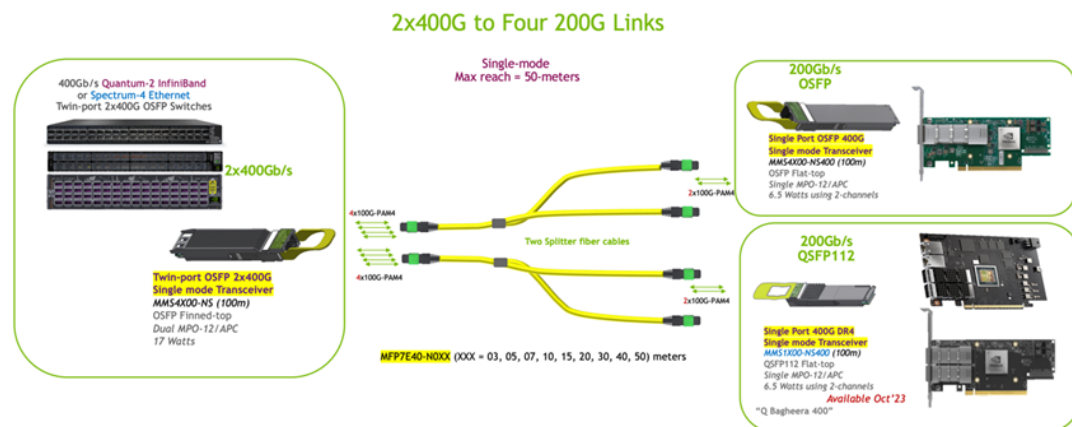 2x400G to Four 200G Links
Single-mode
Max reach = 50-meters
400Gb/s Quantum-2 InfiniBand
or Spectrum-4 Ethernet
Twin-port 2x400G OSFP Switches
2x400Gb/s
Twin-port OSFP 2x400G
Single mode Transceiver
MMS4X00-NS (100m)
OSFP Finned-top
Dual MPO-12/APC
17 Watts
4x100G-PAM4
4x100G-PAM4
Two Splitter fiber cables
2x100G-PAM4
2x100G-PAM4
MFP7E40-N0XX (XXX = 03, 05, 07, 10, 15, 20, 30, 40, 50) meters
200Gb/s
OSFP
Single Port OSFP 400G
Single mode Transceiver
MMS4X00-NS400 (100m)
OSFP Flat-top
Single MPO-12/APC
6.5 Watts using 2-channels
200Gb/s
QSFP112
Single Port 400G DR4
Single mode Transceiver
MMS1X00-NS400 (100m)
QSFP112 Flat-top
Single MPO-12/APC
6.5 Watts using 2-channels
Available Oct'23
"Q Bagheera 400"